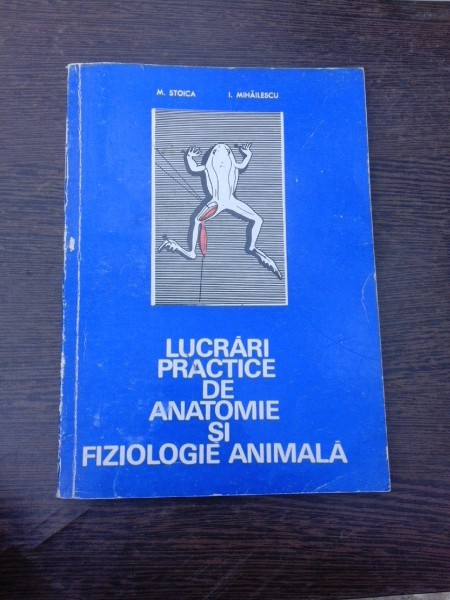 M. STOICA I. MIHĂILESCU
LUCRĂRI
PRACTICE
DE
ANATOMIE
ȘI
FIZIOLOGIE ANIMALĂ